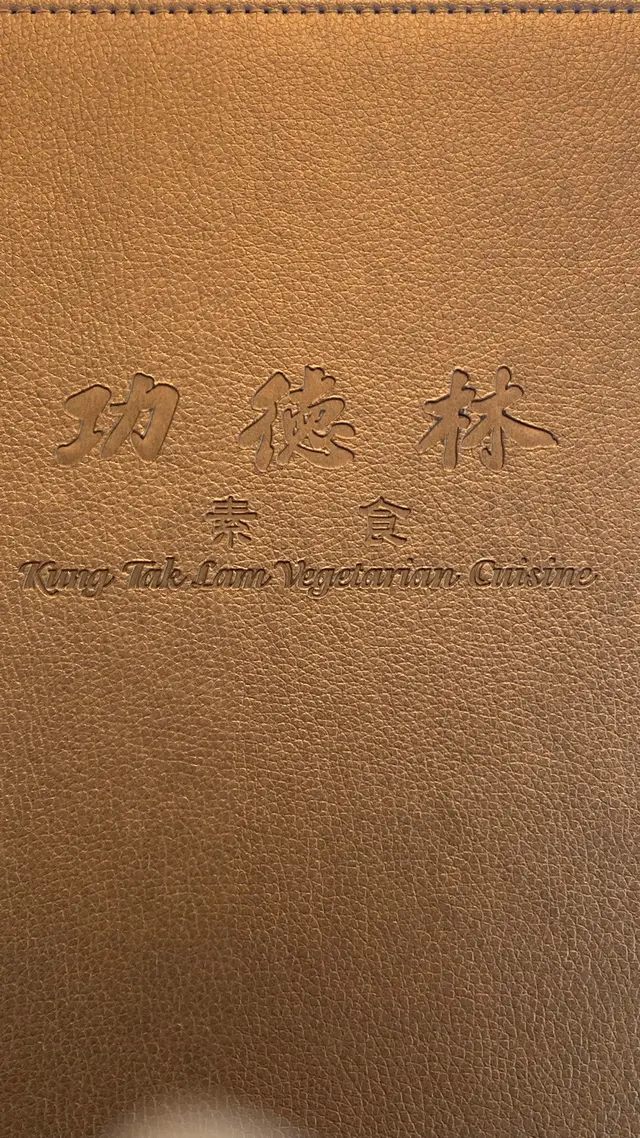 功德林
素食
Kung Tak Lam Vegetarian Cuisine